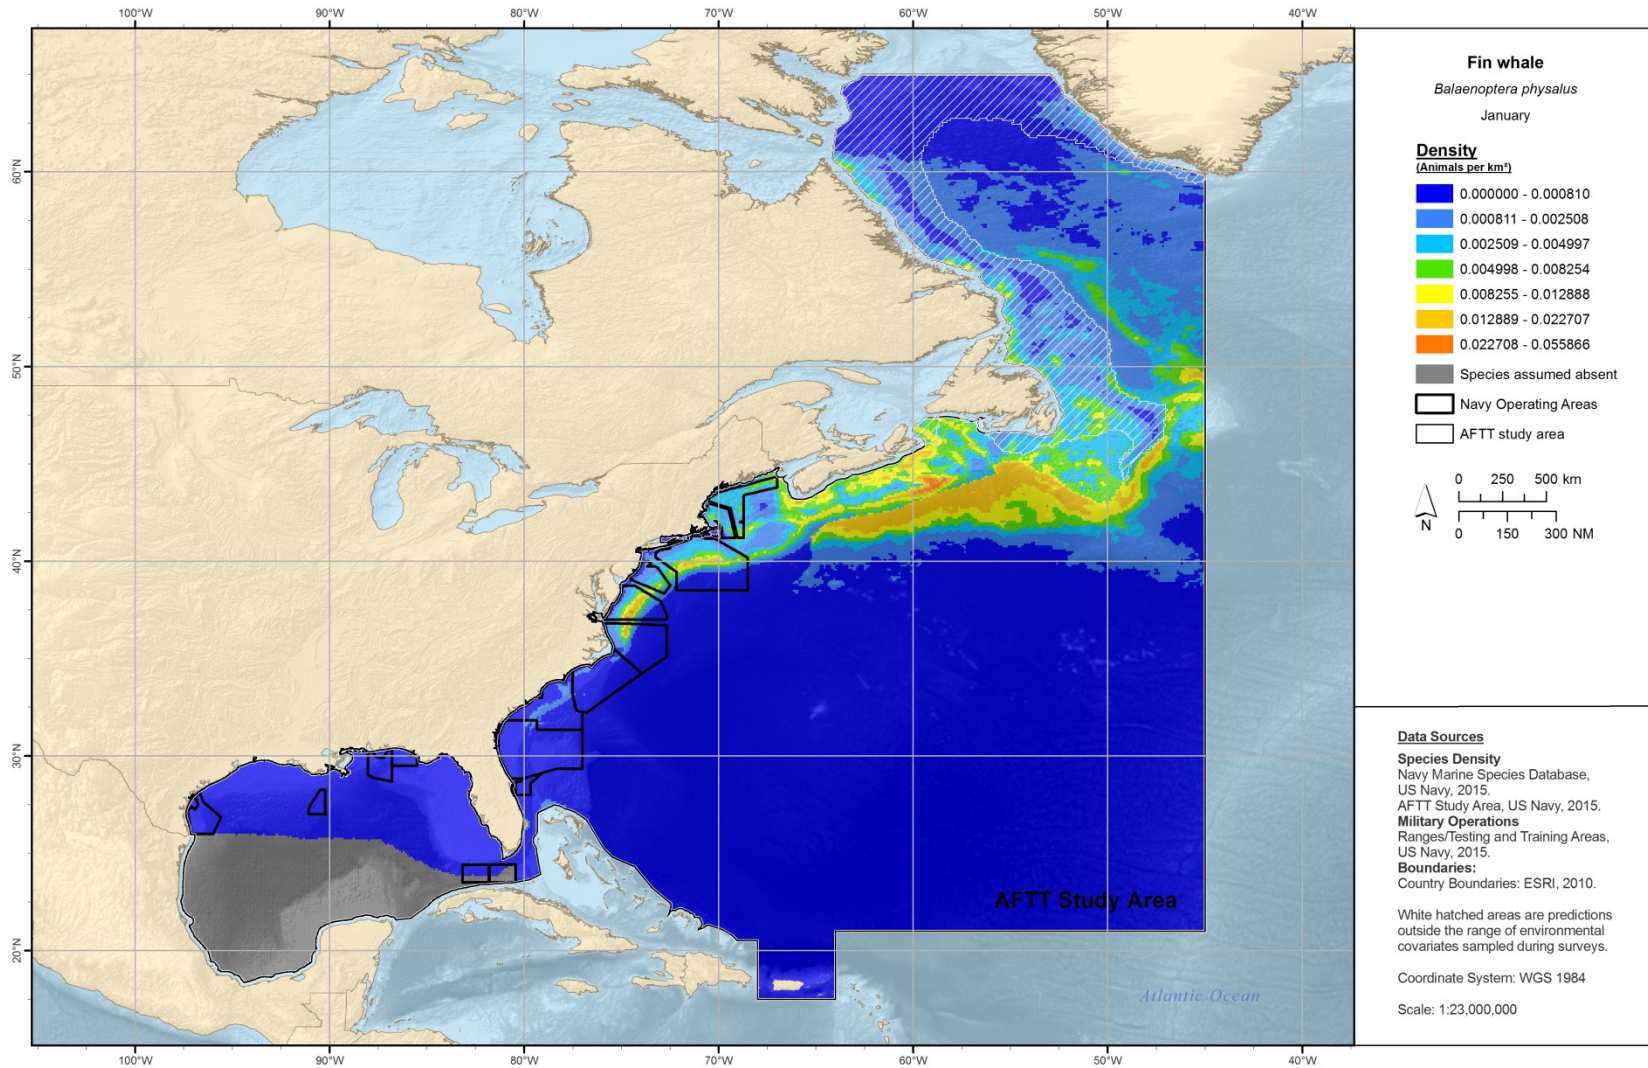 100°W 90°W 80°W 70°W 60°W 50°W 40°W
60°N
50°N
40°N
30°N
20°N
AFTT Study Area
Atlantic Ocean
100°W 90°W 80°W 70°W 60°W 50°W 40°W
Fin whale
Balaenoptera physalus
January
Density
(Animals per km²)
0.000000 - 0.000810
0.000811 - 0.002508
0.002509 - 0.004997
0.004998 - 0.008254
0.008255 - 0.012888
0.012889 - 0.022707
0.022708 - 0.055866
Species assumed absent
Navy Operating Areas
AFTT study area
0 250 500 km
N
0 150 300 NM
Data Sources
Species Density
Navy Marine Species Database,
US Navy, 2015.
AFTT Study Area, US Navy, 2015.
Military Operations
Ranges/Testing and Training Areas,
US Navy, 2015.
Boundaries:
Country Boundaries: ESRI, 2010.
White hatched areas are predictions
outside the range of environmental
covariates sampled during surveys.
Coordinate System: WGS 1984
Scale: 1:23,000,000